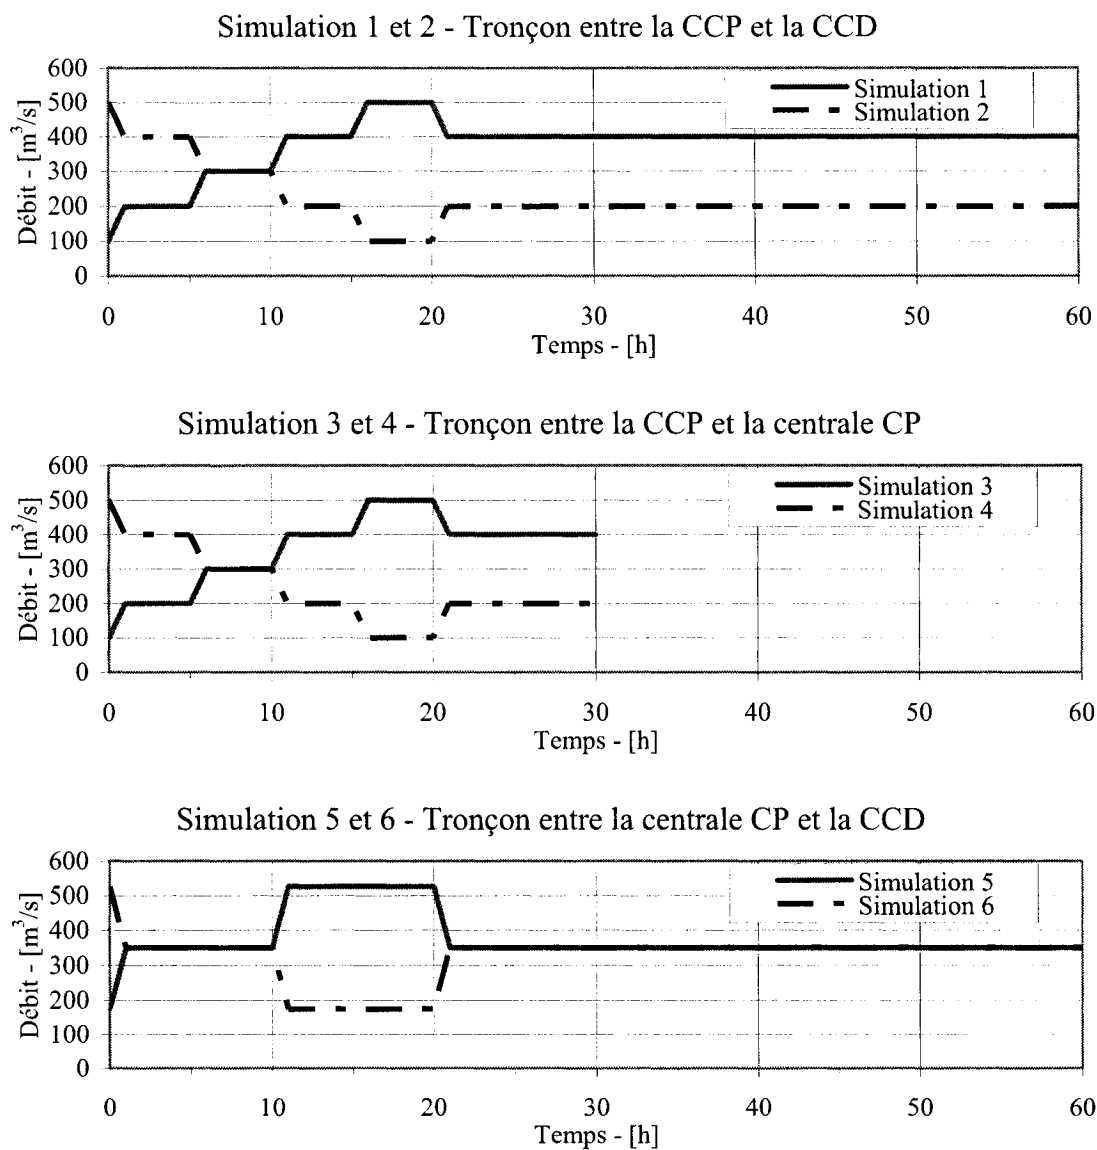 Simulation 1 et 2 - Tronçon entre la CCP et la CCD
Débit - [m³/s]
600
500
400
300
200
100
0
Simulation 1
Simulation 2
0 10 20 30 40 50 60
Temps - [h]
Simulation 3 et 4 - Tronçon entre la CCP et la centrale CP
Débit - [m³/s]
600
500
400
300
200
100
0
Simulation 3
Simulation 4
0 10 20 30 40 50 60
Temps - [h]
Simulation 5 et 6 - Tronçon entre la centrale CP et la CCD
Débit - [m³/s]
600
500
400
300
200
100
0
Simulation 5
Simulation 6
0 10 20 30 40 50 60
Temps - [h]